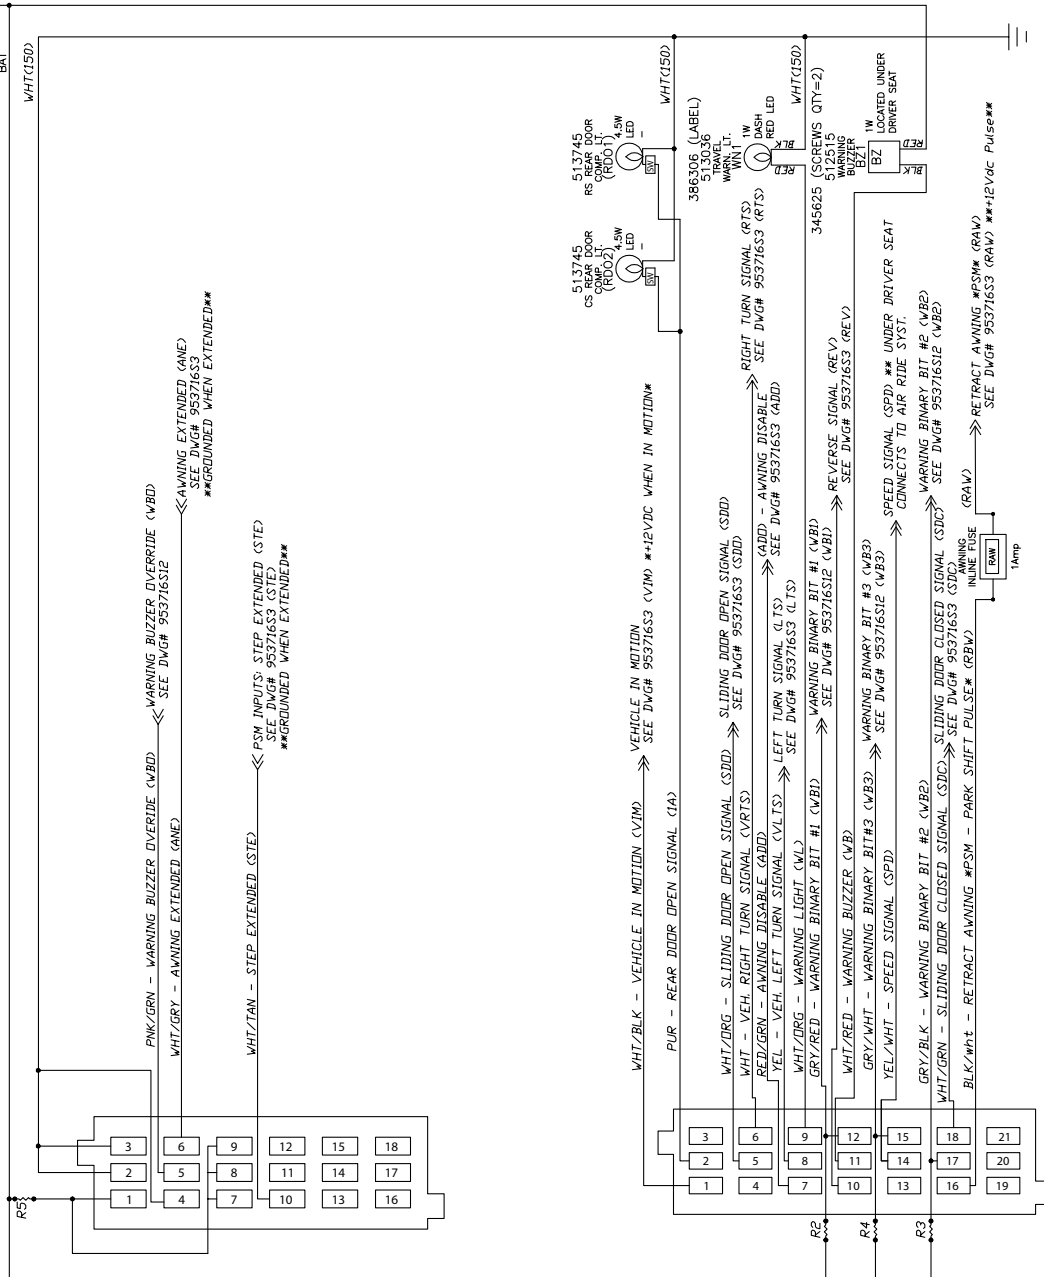 BAT
WHT(150)
R5
PNK/GRN - WARNING BUZZER OVERIDE (WBO)
WARNING BUZZER OVERRIDE (WBO)
SEE DWG# 953716S12
WHT/GRY - AWNING EXTENDED (ANE)
AWNING EXTENDED (ANE)
SEE DWG# 953716S3
**GROUNDED WHEN EXTENDED**
WHT/TAN - STEP EXTENDED (STE)
PSM INPUTS; STEP EXTENDED (STE)
SEE DWG# 953716S3 (STE)
**GROUNDED WHEN EXTENDED**
3 6 9 12 15 18
2 5 8 11 14 17
1 4 7 10 13 16
513745
CS REAR DOOR
COMP. LT.
(RDO2)
4.5W
LED
SW
513745
RS REAR DOOR
COMP. LT.
(RDO1)
4.5W
LED
SW
WHT(150)
386306 (LABEL)
513036
TRAVEL
WARN. LT.
WN1
1W
DASH
RED LED
RED
BLK
WHT(150)
345625 (SCREWS QTY=2)
512515
WARNING
BUZZER
BZ1
BZ
1W
LOCATED UNDER
DRIVER SEAT
BLK
RED
WHT/BLK - VEHICLE IN MOTION (VIM)
VEHICLE IN MOTION
SEE DWG# 953716S3 (VIM) *+12VDC WHEN IN MOTION*
PUR - REAR DOOR OPEN SIGNAL (1A)
WHT/ORG - SLIDING DOOR OPEN SIGNAL (SDO)
SLIDING DOOR OPEN SIGNAL (SDO)
SEE DWG# 953716S3 (SDO)
WHT - VEH. RIGHT TURN SIGNAL (VRTS)
RIGHT TURN SIGNAL (RTS)
SEE DWG# 953716S3 (RTS)
RED/GRN - AWNING DISABLE (ADO)
(ADO) - AWNING DISABLE
SEE DWG# 953716S3 (ADO)
YEL - VEH. LEFT TURN SIGNAL (VLTS)
LEFT TURN SIGNAL (LTS)
SEE DWG# 953716S3 (LTS)
WHT/ORG - WARNING LIGHT (WL)
GRY/RED - WARNING BINARY BIT #1 (WB1)
WARNING BINARY BIT #1 (WB1)
SEE DWG# 953716S12 (WB1)
REVERSE SIGNAL (REV)
SEE DWG# 953716S3 (REV)
WHT/RED - WARNING BUZZER (WB)
GRY/WHT - WARNING BINARY BIT#3 (WB3)
WARNING BINARY BIT #3 (WB3)
SEE DWG# 953716S12 (WB3)
YEL/WHT - SPEED SIGNAL (SPD)
SPEED SIGNAL (SPD) ** UNDER DRIVER SEAT
CONNECTS TO AIR RIDE SYST.
GRY/BLK - WARNING BINARY BIT #2 (WB2)
WARNING BINARY BIT #2 (WB2)
SEE DWG# 953716S12 (WB2)
WHT/GRN - SLIDING DOOR CLOSED SIGNAL (SDC)
SLIDING DOOR CLOSED SIGNAL (SDC)
SEE DWG# 953716S3 (SDC)
BLK/wht - RETRACT AWNING *PSM - PARK SHIFT PULSE* (RBW)
AWNING
INLINE FUSE
RAW
1Amp
(RAW)
RETRACT AWNING *PSM* (RAW)
SEE DWG# 953716S3 (RAW) **+12Vdc Pulse**
3 6 9 12 15 18 21
2 5 8 11 14 17 20
1 4 7 10 13 16 19
R2
R4
R3